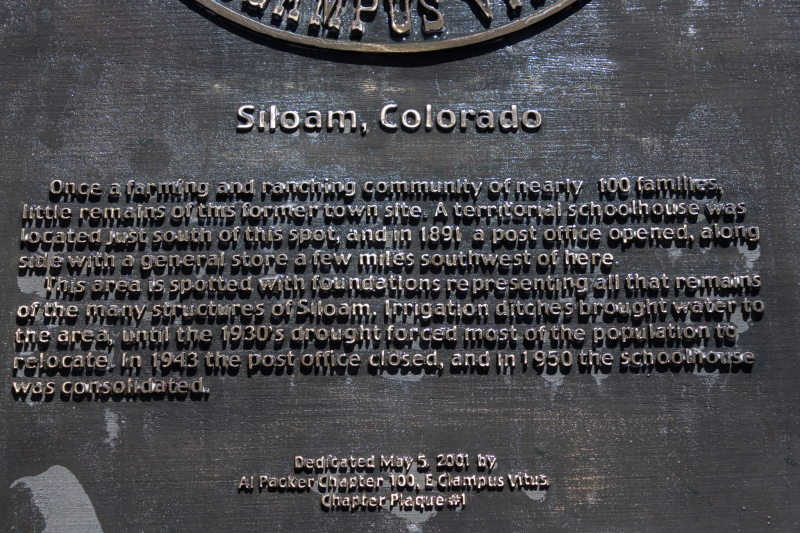 CLAMPUS VIT
Siloam, Colorado
Once a farming and ranching community of nearly 100 families,
little remains of this former town site. A territorial schoolhouse was
located just south of this spot, and in 1891 a post office opened, along
side with a general store a few miles southwest of here.
This area is spotted with foundations representing all that remains
of the many structures of Siloam. Irrigation ditches brought water to
the area, until the 1930's drought forced most of the population to
relocate. In 1943 the post office closed, and in 1950 the schoolhouse
was consolidated.
Dedicated May 5, 2001 by
Al Packer Chapter 100, E Clampus Vitus
Chapter Plaque #1